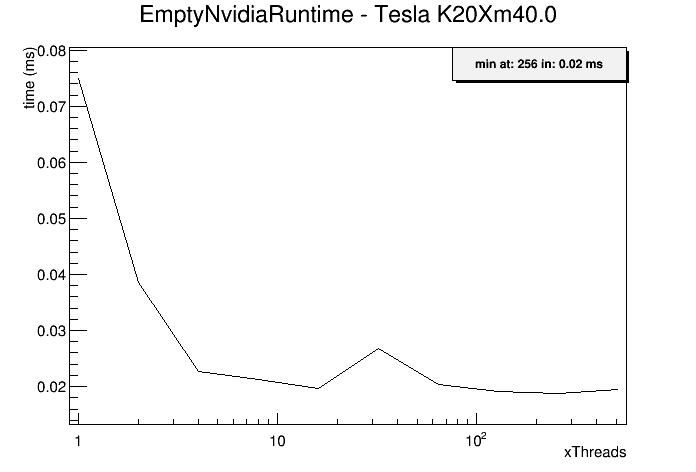 EmptyNvidiaRuntime - Tesla K20Xm40.0
min at: 256 in: 0.02 ms
time (ms)
0.08
0.07
0.06
0.05
0.04
0.03
0.02
1 10 10²
xThreads